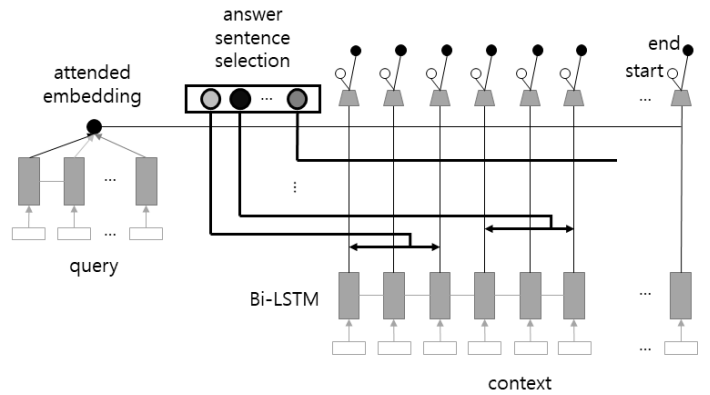 answer
sentence
selection
attended
embedding
end
start
...
...
...
...
...
query
Bi-LSTM
...
...
context